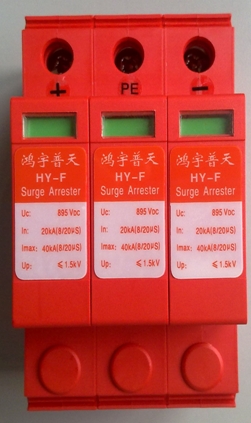 + PE −
鸿宇普天 鸿宇普天 鸿宇普天
HY-F HY-F HY-F
Surge Arrester Surge Arrester Surge Arrester
Uc: 895 Voc Uc: 895 Voc Uc: 895 Voc
In: 20kA(8/20μS) In: 20kA(8/20μS) In: 20kA(8/20μS)
Imax: 40kA(8/20μS) Imax: 40kA(8/20μS) Imax: 40kA(8/20μS)
Up: ≤1.5kV Up: ≤1.5kV Up: ≤1.5kV